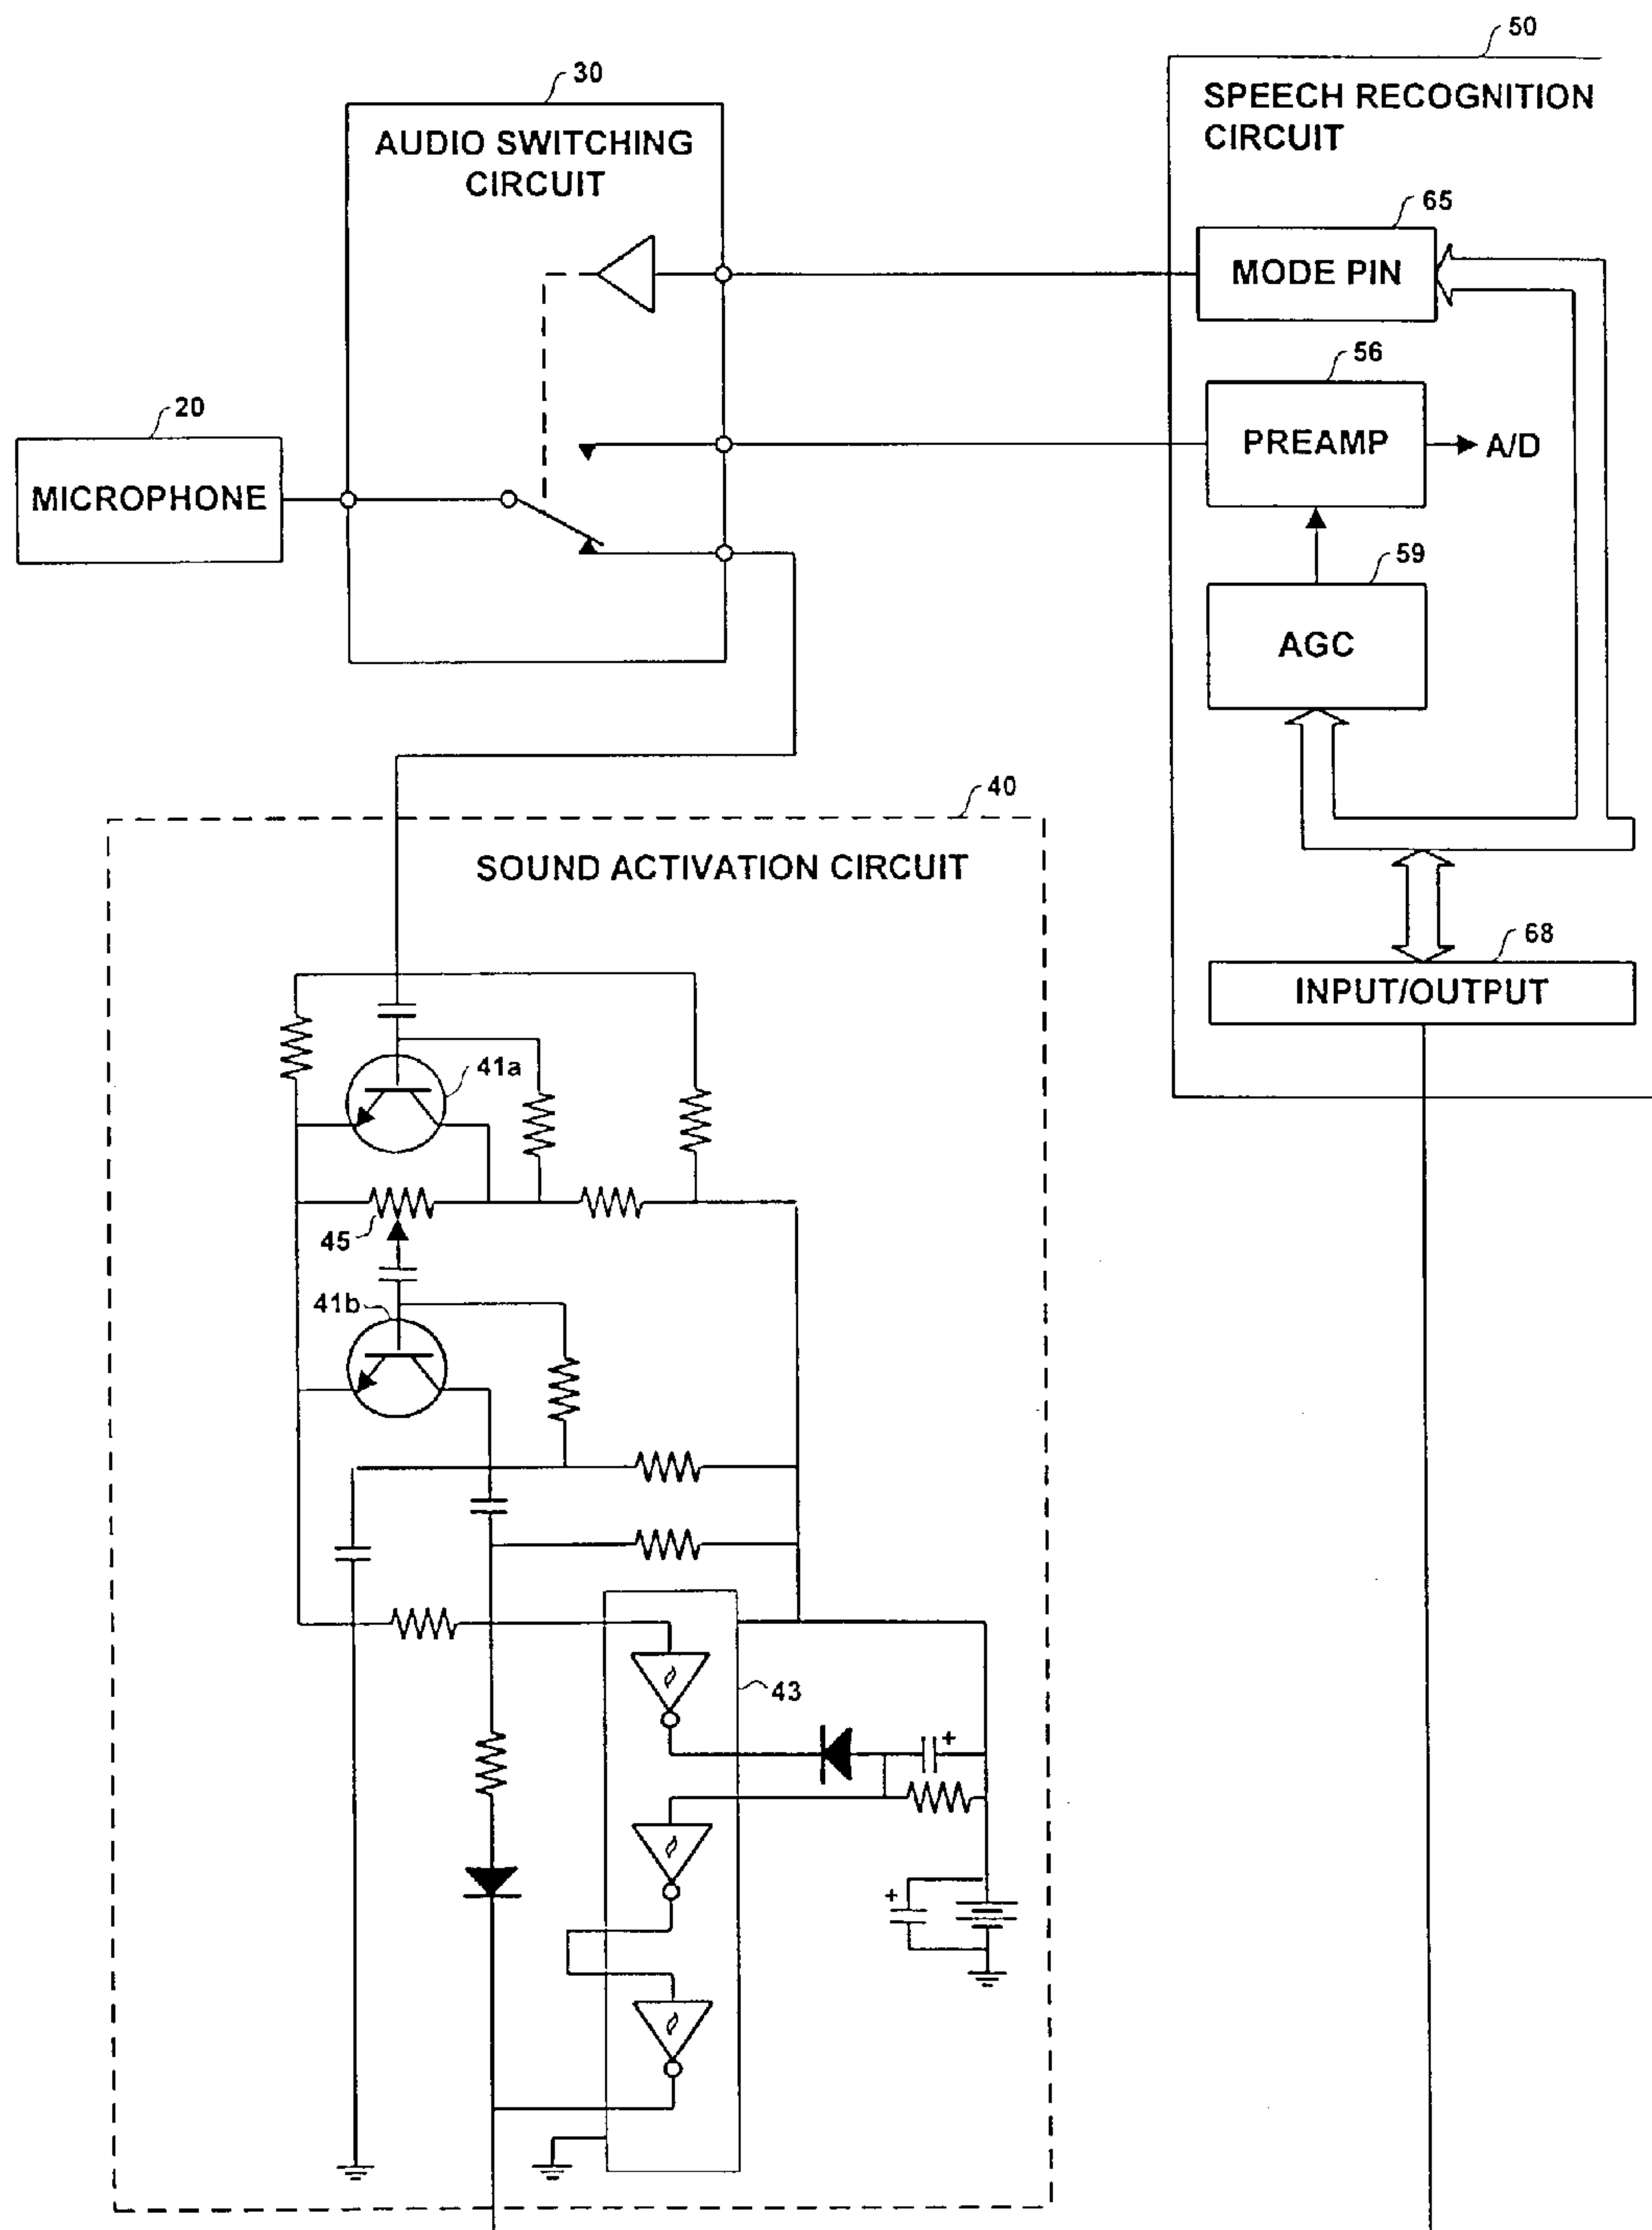 50
SPEECH RECOGNITION
CIRCUIT
30
AUDIO SWITCHING
CIRCUIT
65
MODE PIN
56
PREAMP
A/D
20
MICROPHONE
59
AGC
40
SOUND ACTIVATION CIRCUIT
68
INPUT/OUTPUT
41a
45
41b
43
+
+